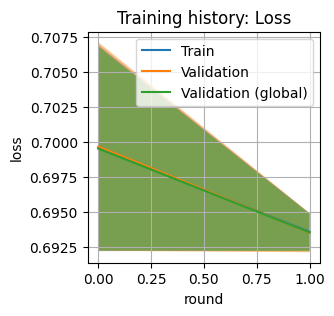 Training history: Loss
Train
Validation
Validation (global)
0.7075
0.7050
0.7025
0.7000
0.6975
0.6950
0.6925
loss
0.00
0.25
0.50
0.75
1.00
round